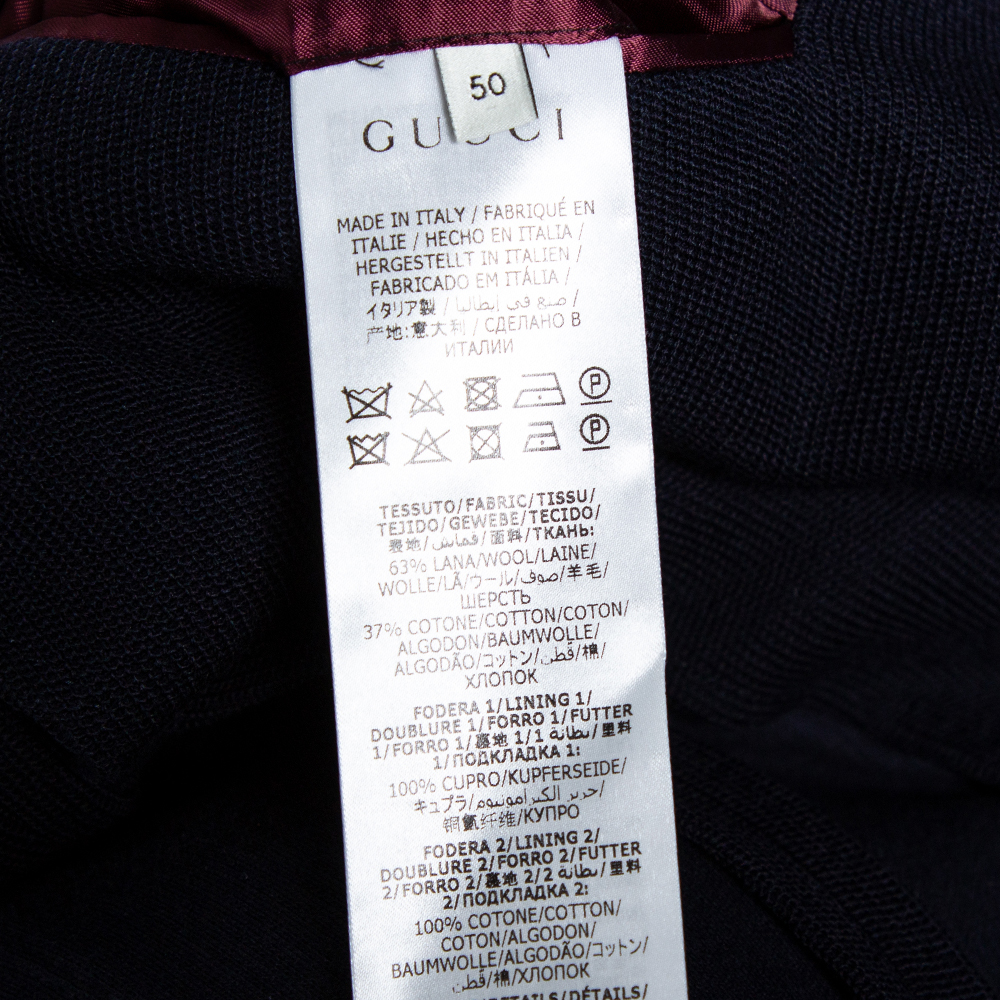 50
GUCCI
MADE IN ITALY / FABRIQUÉ EN
ITALIE / HECHO EN ITALIA /
HERGESTELLT IN ITALIEN /
FABRICADO EM ITÁLIA /
イタリア製 / صنع في إيطاليا /
产地:意大利 / СДЕЛАНО В
ИТАЛИИ
P
P
TESSUTO/FABRIC/TISSU/
TEJIDO/GEWEBE/TECIDO/
表地/قماش/面料/ТКАНЬ:
63% LANA/WOOL/LAINE/
WOLLE/LÃ/ウール/صوف/羊毛/
ШЕРСТЬ
37% COTONE/COTTON/COTON/
ALGODON/BAUMWOLLE/
ALGODÃO/コットン/قطن/棉/
ХЛОПОК
FODERA 1/LINING 1/
DOUBLURE 1/FORRO 1/FUTTER
1/FORRO 1/裏地 1/بطانة 1/里料
1/ПОДКЛАДКА 1:
100% CUPRO/KUPFERSEIDE/
キュプラ/حرير الكبرامونيوم/
铜氨纤维/КУПРО
FODERA 2/LINING 2/
DOUBLURE 2/FORRO 2/FUTTER
2/FORRO 2/裏地 2/بطانة 2/里料
2/ПОДКЛАДКА 2:
100% COTONE/COTTON/
COTON/ALGODON/
BAUMWOLLE/ALGODÃO/コットン/
قطن/棉/ХЛОПОК
DETAILS/DÉTAILS/